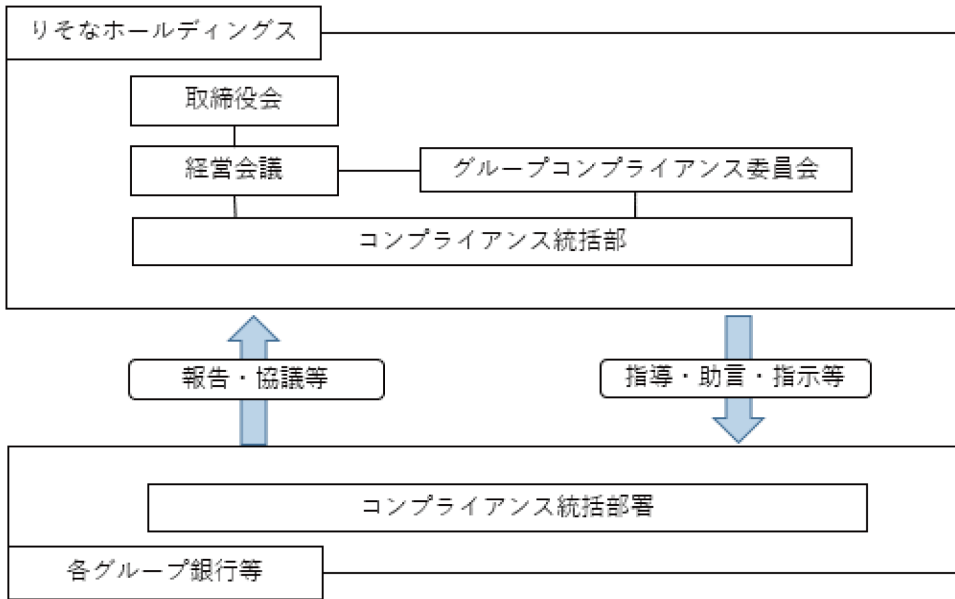 りそなホールディングス
取締役会
経営会議
グループコンプライアンス委員会
コンプライアンス統括部
報告・協議等
指導・助言・指示等
コンプライアンス統括部署
各グループ銀行等